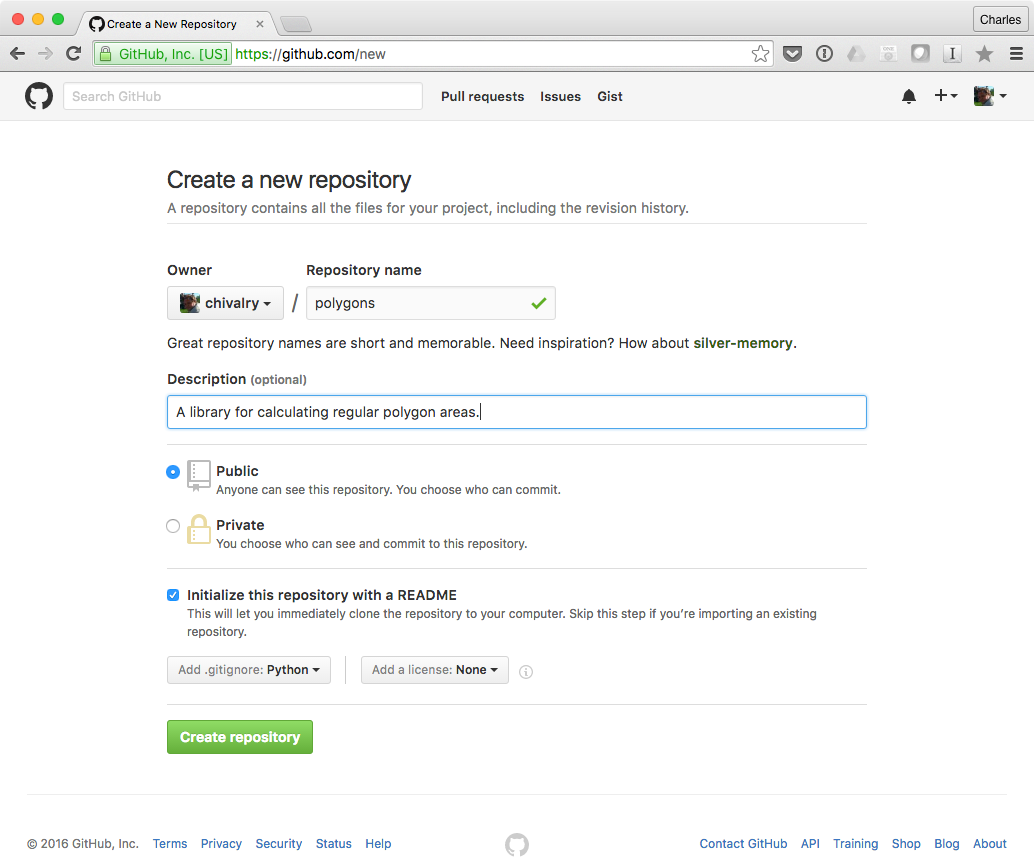 Create a New Repository
Charles
GitHub, Inc. [US] https://github.com/new
Search GitHub Pull requests Issues Gist
Create a new repository
A repository contains all the files for your project, including the revision history.
Owner Repository name
chivalry / polygons
Great repository names are short and memorable. Need inspiration? How about silver-memory.
Description (optional)
A library for calculating regular polygon areas.
Public
Anyone can see this repository. You choose who can commit.
Private
You choose who can see and commit to this repository.
Initialize this repository with a README
This will let you immediately clone the repository to your computer. Skip this step if you’re importing an existing
repository.
Add .gitignore: Python Add a license: None
Create repository
© 2016 GitHub, Inc. Terms Privacy Security Status Help Contact GitHub API Training Shop Blog About